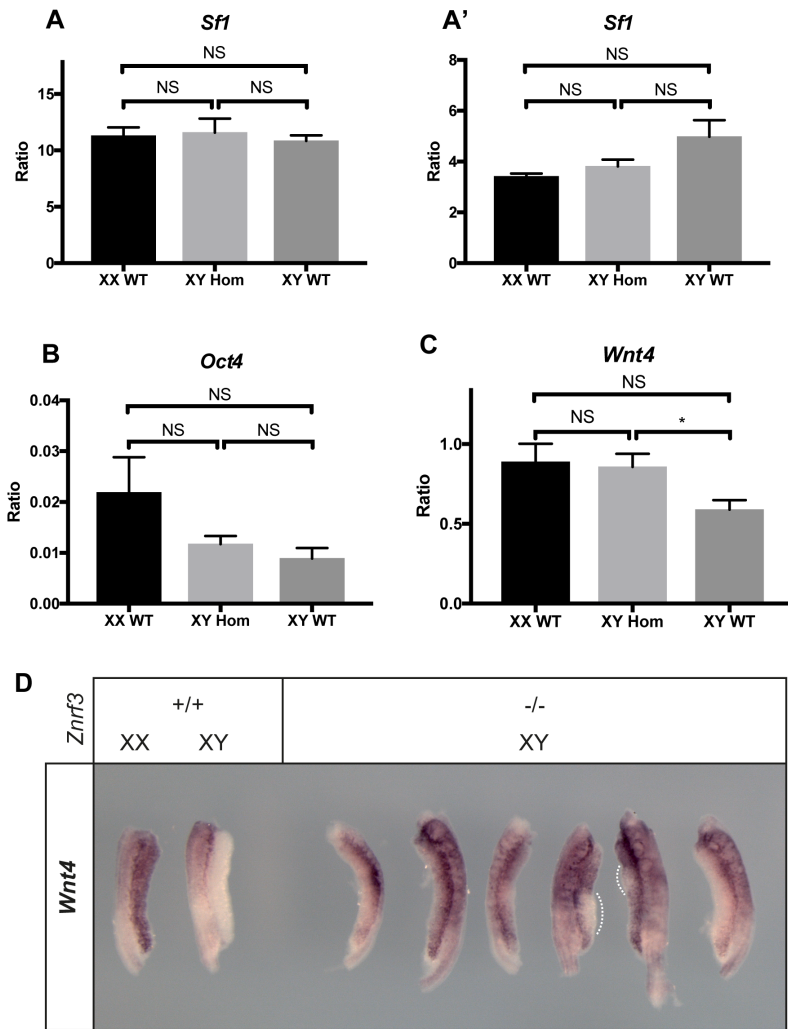 A
Sf1
NS
NS
NS
15
10
5
0
Ratio
XX WT
XY Hom
XY WT
A’
Sf1
NS
NS
NS
8
6
4
2
0
Ratio
XX WT
XY Hom
XY WT
B
Oct4
NS
NS
NS
0.04
0.03
0.02
0.01
0.00
Ratio
XX WT
XY Hom
XY WT
C
Wnt4
NS
NS
*
1.0
0.5
0.0
Ratio
XX WT
XY Hom
XY WT
D
Znrf3
+/+
-/-
XX
XY
XY
Wnt4